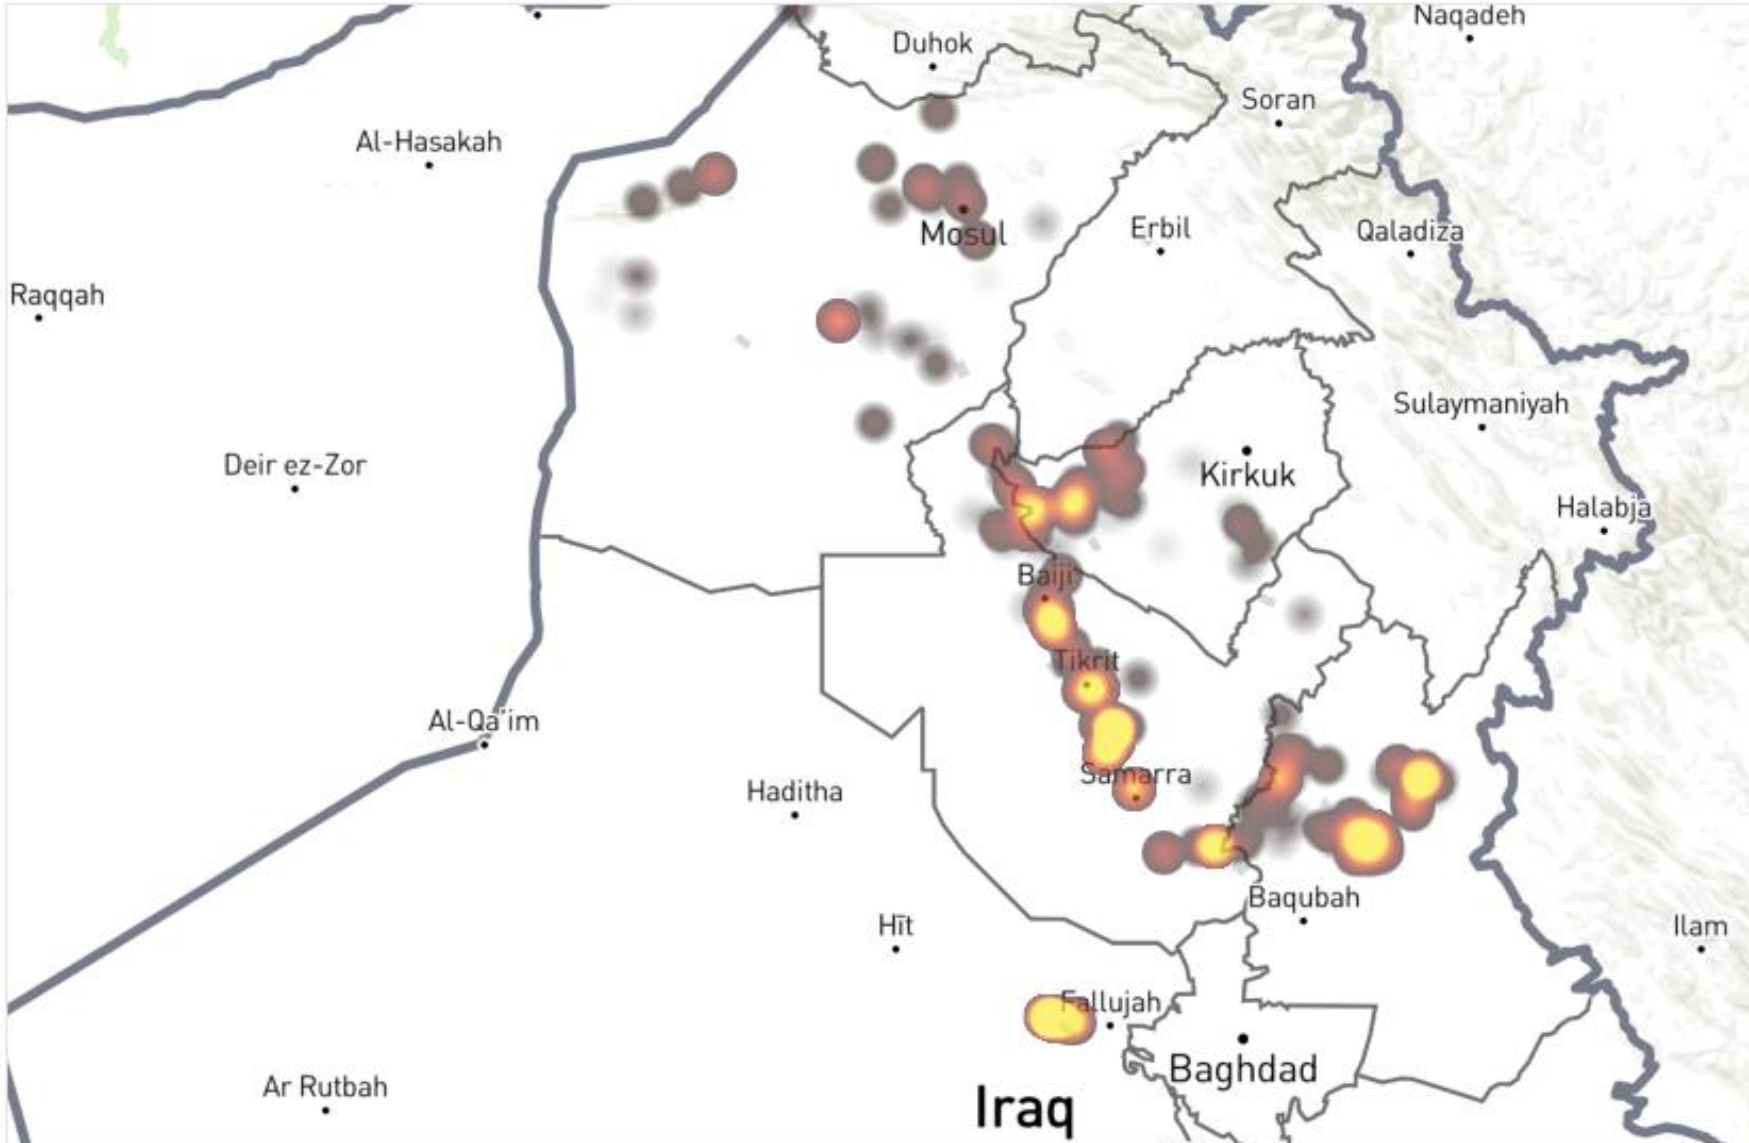 Naqadeh
Duhok
Soran
Al-Hasakah
Mosul
Erbil
Qaladiza
Raqqah
Sulaymaniyah
Deir ez-Zor
Kirkuk
Halabja
Baiji
Tikrit
Al-Qa'im
Samarra
Haditha
Baqubah
Hīt
Ilam
Fallujah
Baghdad
Ar Rutbah
Iraq